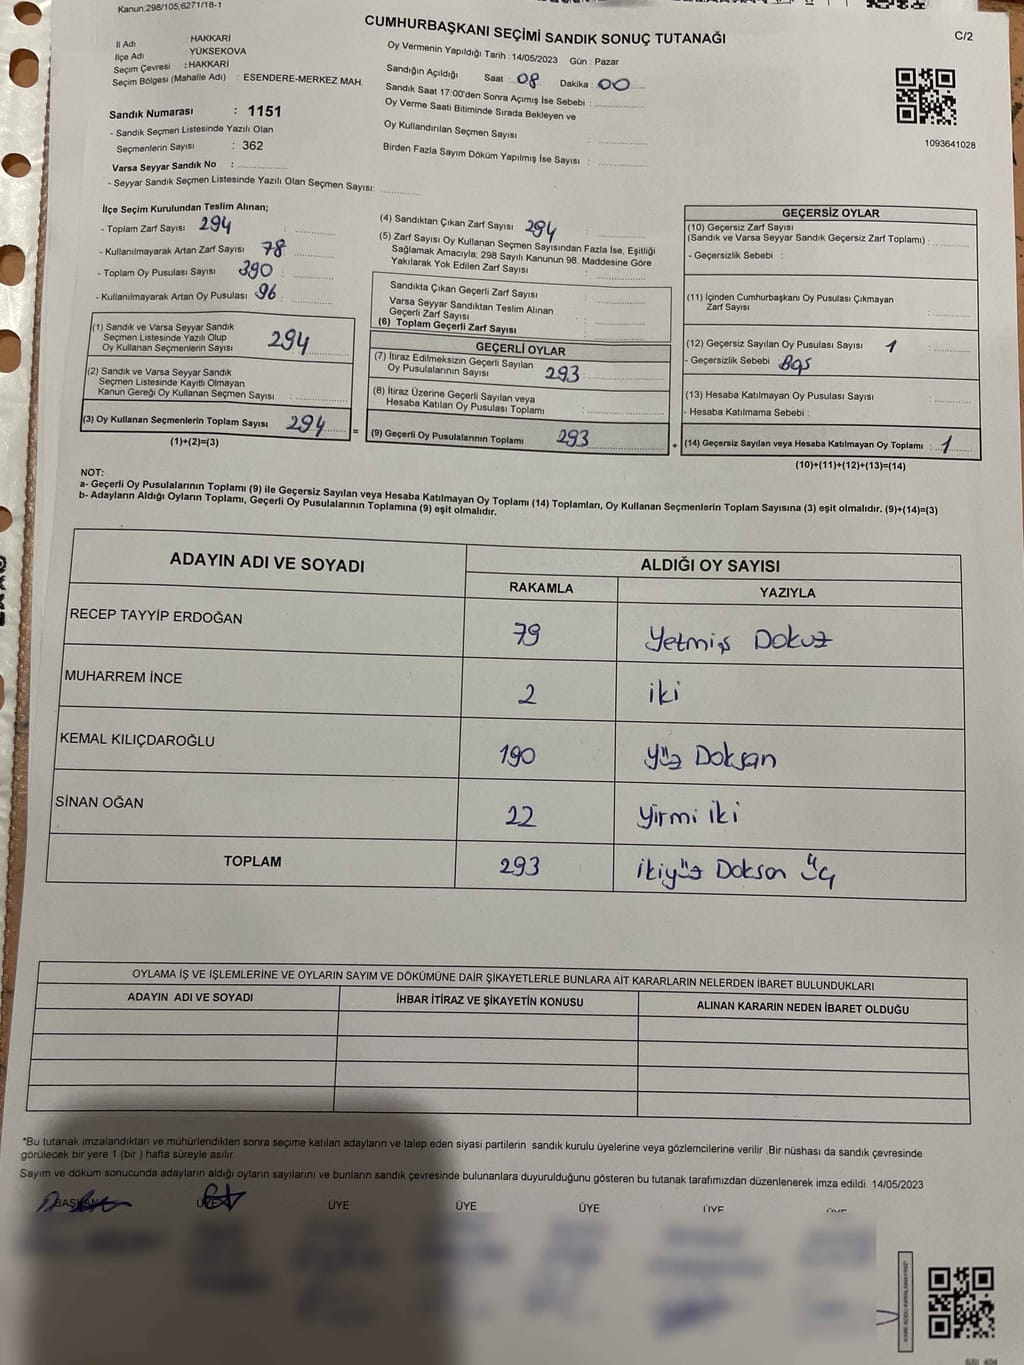 Kanun:298/105;6271/18-1
CUMHURBAŞKANI SEÇİMİ SANDIK SONUÇ TUTANAĞI
C/2
İl Adı : HAKKARİ
İlçe Adı : YÜKSEKOVA
Seçim Çevresi : HAKKARİ
Seçim Bölgesi (Mahalle Adı) : ESENDERE-MERKEZ MAH.
Sandık Numarası : 1151
- Sandık Seçmen Listesinde Yazılı Olan
Seçmenlerin Sayısı : 362
Varsa Seyyar Sandık No :
- Seyyar Sandık Seçmen Listesinde Yazılı Olan Seçmen Sayısı:
Oy Vermenin Yapıldığı Tarih : 14/05/2023 Gün : Pazar
Sandığın Açıldığı Saat : 08 Dakika : 00
Sandık Saat 17:00'den Sonra Açımış İse Sebebi :
Oy Verme Saati Bitiminde Sırada Bekleyen ve
Oy Kullandırılan Seçmen Sayısı :
Birden Fazla Sayım Döküm Yapılmış İse Sayısı :
1093641028
İlçe Seçim Kurulundan Teslim Alınan;
- Toplam Zarf Sayısı 294 :
- Kullanılmayarak Artan Zarf Sayısı 78 :
- Toplam Oy Pusulası Sayısı 390 :
- Kullanılmayarak Artan Oy Pusulası 96 :
(1) Sandık ve Varsa Seyyar Sandık
Seçmen Listesinde Yazılı Olup
Oy Kullanan Seçmenlerin Sayısı 294
(2) Sandık ve Varsa Seyyar Sandık
Seçmen Listesinde Kayıtlı Olmayan
Kanun Gereği Oy Kullanan Seçmen Sayısı :
(3) Oy Kullanan Seçmenlerin Toplam Sayısı 294
(1)+(2)=(3)
=
(4) Sandıktan Çıkan Zarf Sayısı 294 :
(5) Zarf Sayısı Oy Kullanan Seçmen Sayısından Fazla İse, Eşitliği
Sağlamak Amacıyla; 298 Sayılı Kanunun 98. Maddesine Göre
Yakılarak Yok Edilen Zarf Sayısı :
Sandıkta Çıkan Geçerli Zarf Sayısı :
Varsa Seyyar Sandıktan Teslim Alınan
Geçerli Zarf Sayısı :
(6) Toplam Geçerli Zarf Sayısı :
GEÇERLİ OYLAR
(7) İtiraz Edilmeksizin Geçerli Sayılan
Oy Pusulalarının Sayısı 293
(8) İtiraz Üzerine Geçerli Sayılan veya
Hesaba Katılan Oy Pusulası Toplamı :
(9) Geçerli Oy Pusulalarının Toplamı 293
+
GEÇERSİZ OYLAR
(10) Geçersiz Zarf Sayısı
(Sandık ve Varsa Seyyar Sandık Geçersiz Zarf Toplamı) :
- Geçersizlik Sebebi :
(11) İçinden Cumhurbaşkanı Oy Pusulası Çıkmayan
Zarf Sayısı :
(12) Geçersiz Sayılan Oy Pusulası Sayısı 1 :
- Geçersizlik Sebebi : Boş
(13) Hesaba Katılmayan Oy Pusulası Sayısı :
- Hesaba Katılmama Sebebi :
(14) Geçersiz Sayılan veya Hesaba Katılmayan Oy Toplamı : 1
(10)+(11)+(12)+(13)=(14)
NOT:
a- Geçerli Oy Pusulalarının Toplamı (9) ile Geçersiz Sayılan veya Hesaba Katılmayan Oy Toplamı (14) Toplamları, Oy Kullanan Seçmenlerin Toplam Sayısına (3) eşit olmalıdır. (9)+(14)=(3)
b- Adayların Aldığı Oyların Toplamı, Geçerli Oy Pusulalarının Toplamına (9) eşit olmalıdır.
ADAYIN ADI VE SOYADI
ALDIĞI OY SAYISI
RAKAMLA YAZIYLA
RECEP TAYYİP ERDOĞAN 79 Yetmiş Dokuz
MUHARREM İNCE 2 iki
KEMAL KILIÇDAROĞLU 190 Yüz Doksan
SİNAN OĞAN 22 Yirmi iki
TOPLAM 293 ikiyüz Doksan Üç
OYLAMA İŞ VE İŞLEMLERİNE VE OYLARIN SAYIM VE DÖKÜMÜNE DAİR ŞİKAYETLERLE BUNLARA AİT KARARLARIN NELERDEN İBARET BULUNDUKLARI
ADAYIN ADI VE SOYADI İHBAR İTİRAZ VE ŞİKAYETİN KONUSU ALINAN KARARIN NEDEN İBARET OLDUĞU
*Bu tutanak imzalandıktan ve mühürlendikten sonra seçime katılan adayların ve talep eden siyasi partilerin sandık kurulu üyelerine veya gözlemcilerine verilir .Bir nüshası da sandık çevresinde
görülecek bir yere 1 (bir ) hafta süreyle asılır
Sayım ve döküm sonucunda adayların aldığı oyların sayılarını ve bunların sandık çevresinde bulunanlara duyurulduğunu gösteren bu tutanak tarafımızdan düzenlenerek imza edildi. 14/05/2023
BAŞKAN ÜYE ÜYE ÜYE ÜYE ÜYE ÜYE